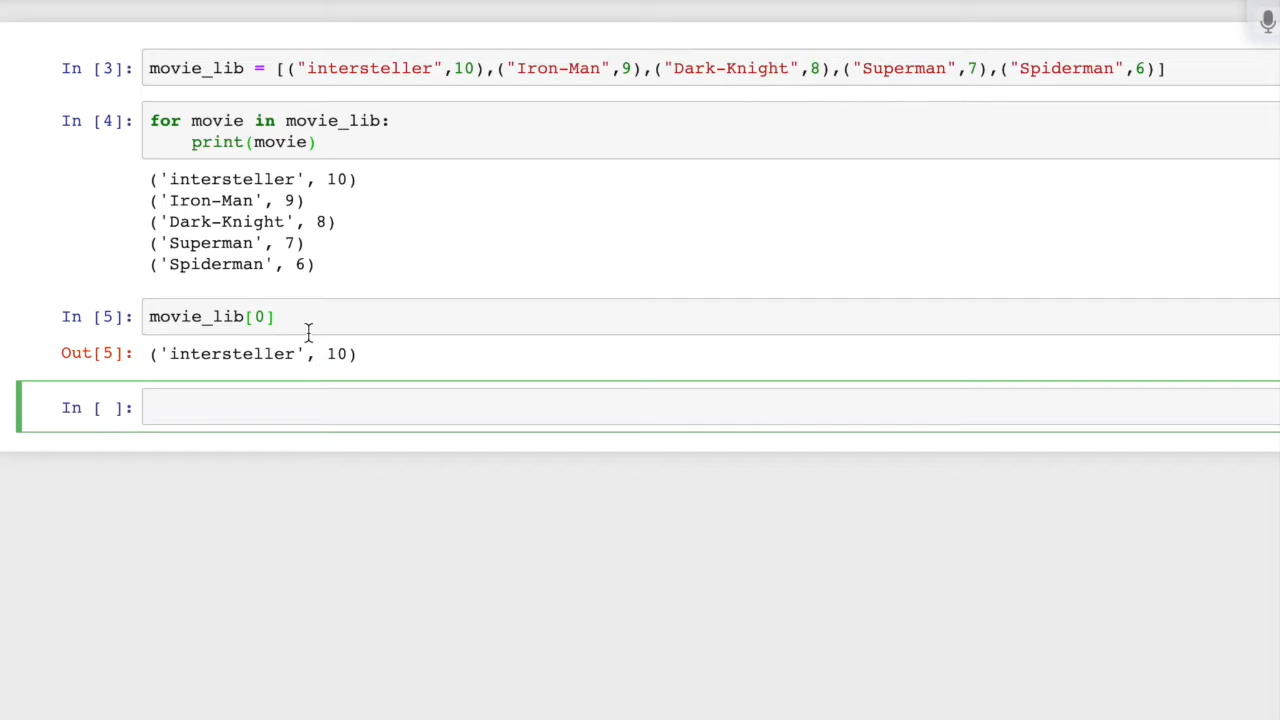 In [3]: movie_lib = [("intersteller",10),("Iron-Man",9),("Dark-Knight",8),("Superman",7),("Spiderman",6)]
In [4]: for movie in movie_lib:
print(movie)
('intersteller', 10)
('Iron-Man', 9)
('Dark-Knight', 8)
('Superman', 7)
('Spiderman', 6)
In [5]: movie_lib[0]
Out[5]: ('intersteller', 10)
In [ ]: